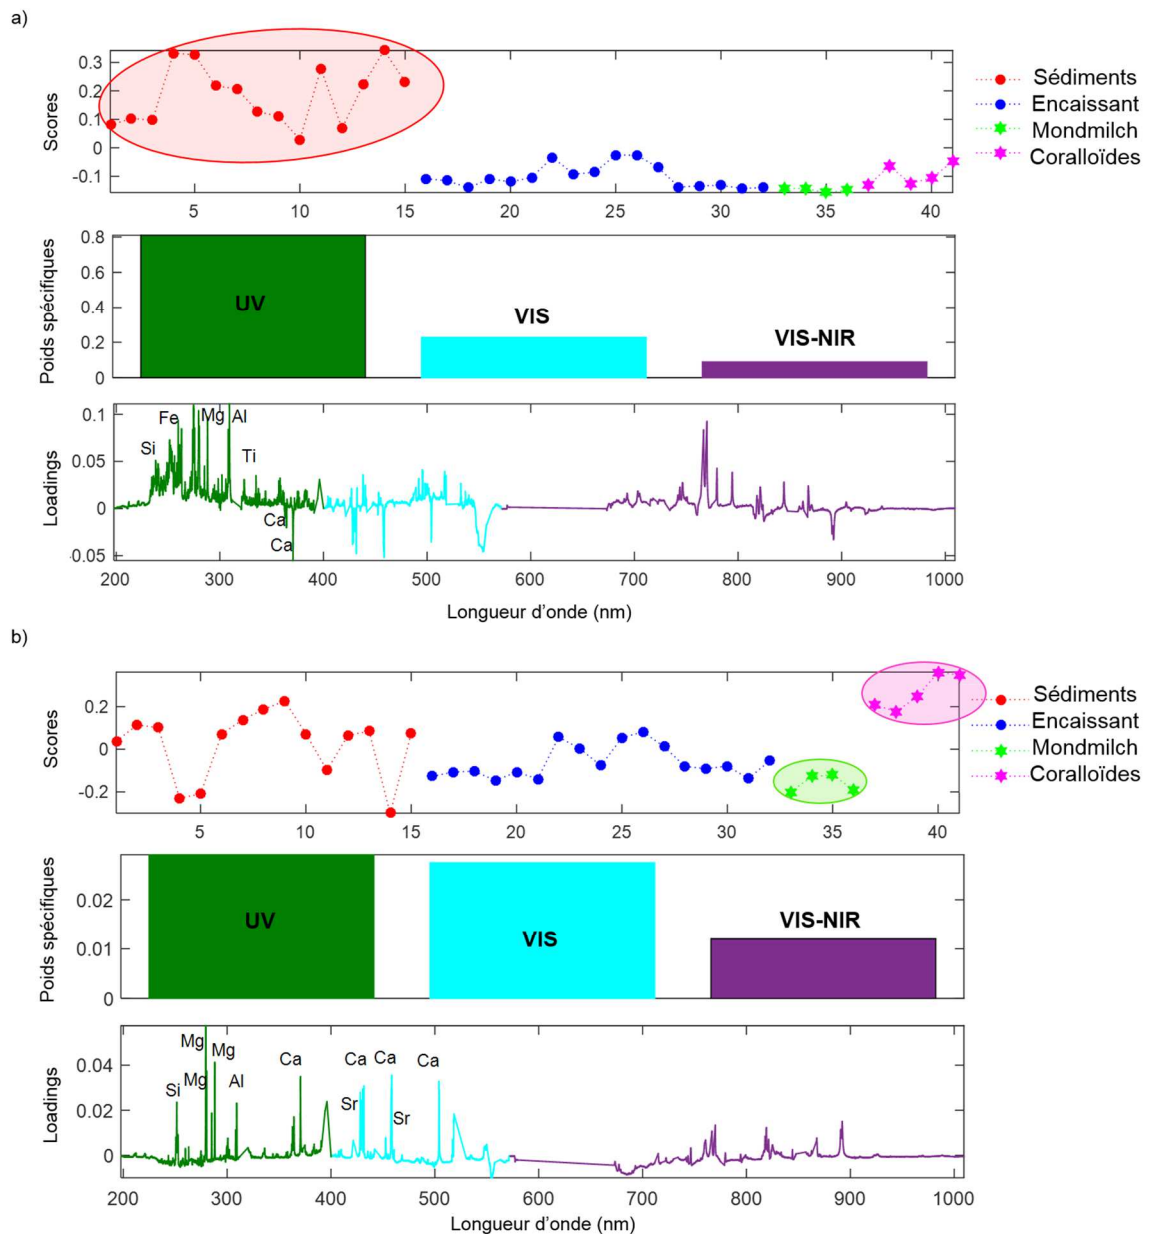 a)
Scores
0.3
0.2
0.1
0
-0.1
5 10 15 20 25 30 35 40
Sédiments
Encaissant
Mondmilch
Coralloïdes
Poids spécifiques
0.8
0.6
0.4
0.2
0
UV
VIS
VIS-NIR
Loadings
0.1
0.05
0
-0.05
Si
Fe
Mg
Al
Ti
Ca
Ca
200 300 400 500 600 700 800 900 1000
Longueur d'onde (nm)
b)
Scores
0.2
0
-0.2
5 10 15 20 25 30 35 40
Sédiments
Encaissant
Mondmilch
Coralloïdes
Poids spécifiques
0.02
0.01
0
UV
VIS
VIS-NIR
Loadings
0.04
0.02
0
Mg
Mg
Si
Mg
Al
Ca
Ca
Ca
Ca
Sr
Sr
200 300 400 500 600 700 800 900 1000
Longueur d'onde (nm)